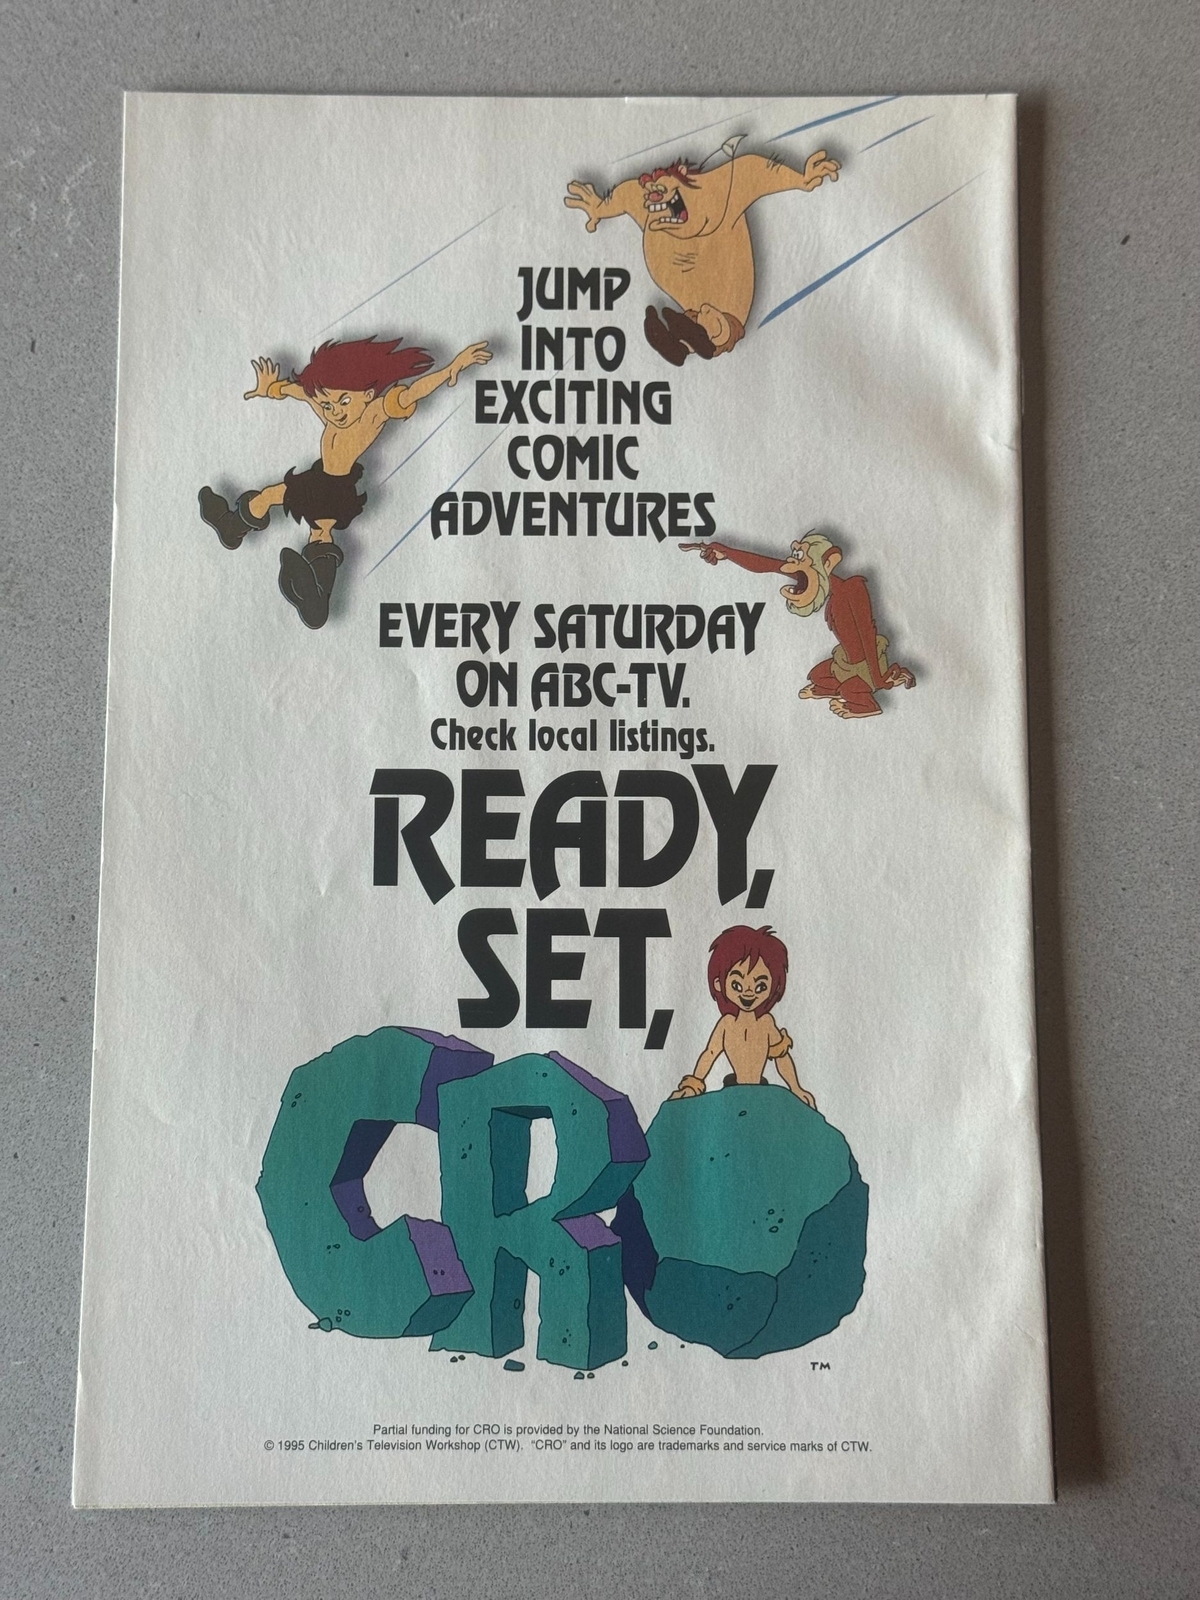 JUMP
INTO
EXCITING
COMIC
ADVENTURES
EVERY SATURDAY
ON ABC-TV.
Check local listings.
READY,
SET,
CRO
TM
Partial funding for CRO is provided by the National Science Foundation.
© 1995 Children's Television Workshop (CTW). "CRO" and its logo are trademarks and service marks of CTW.